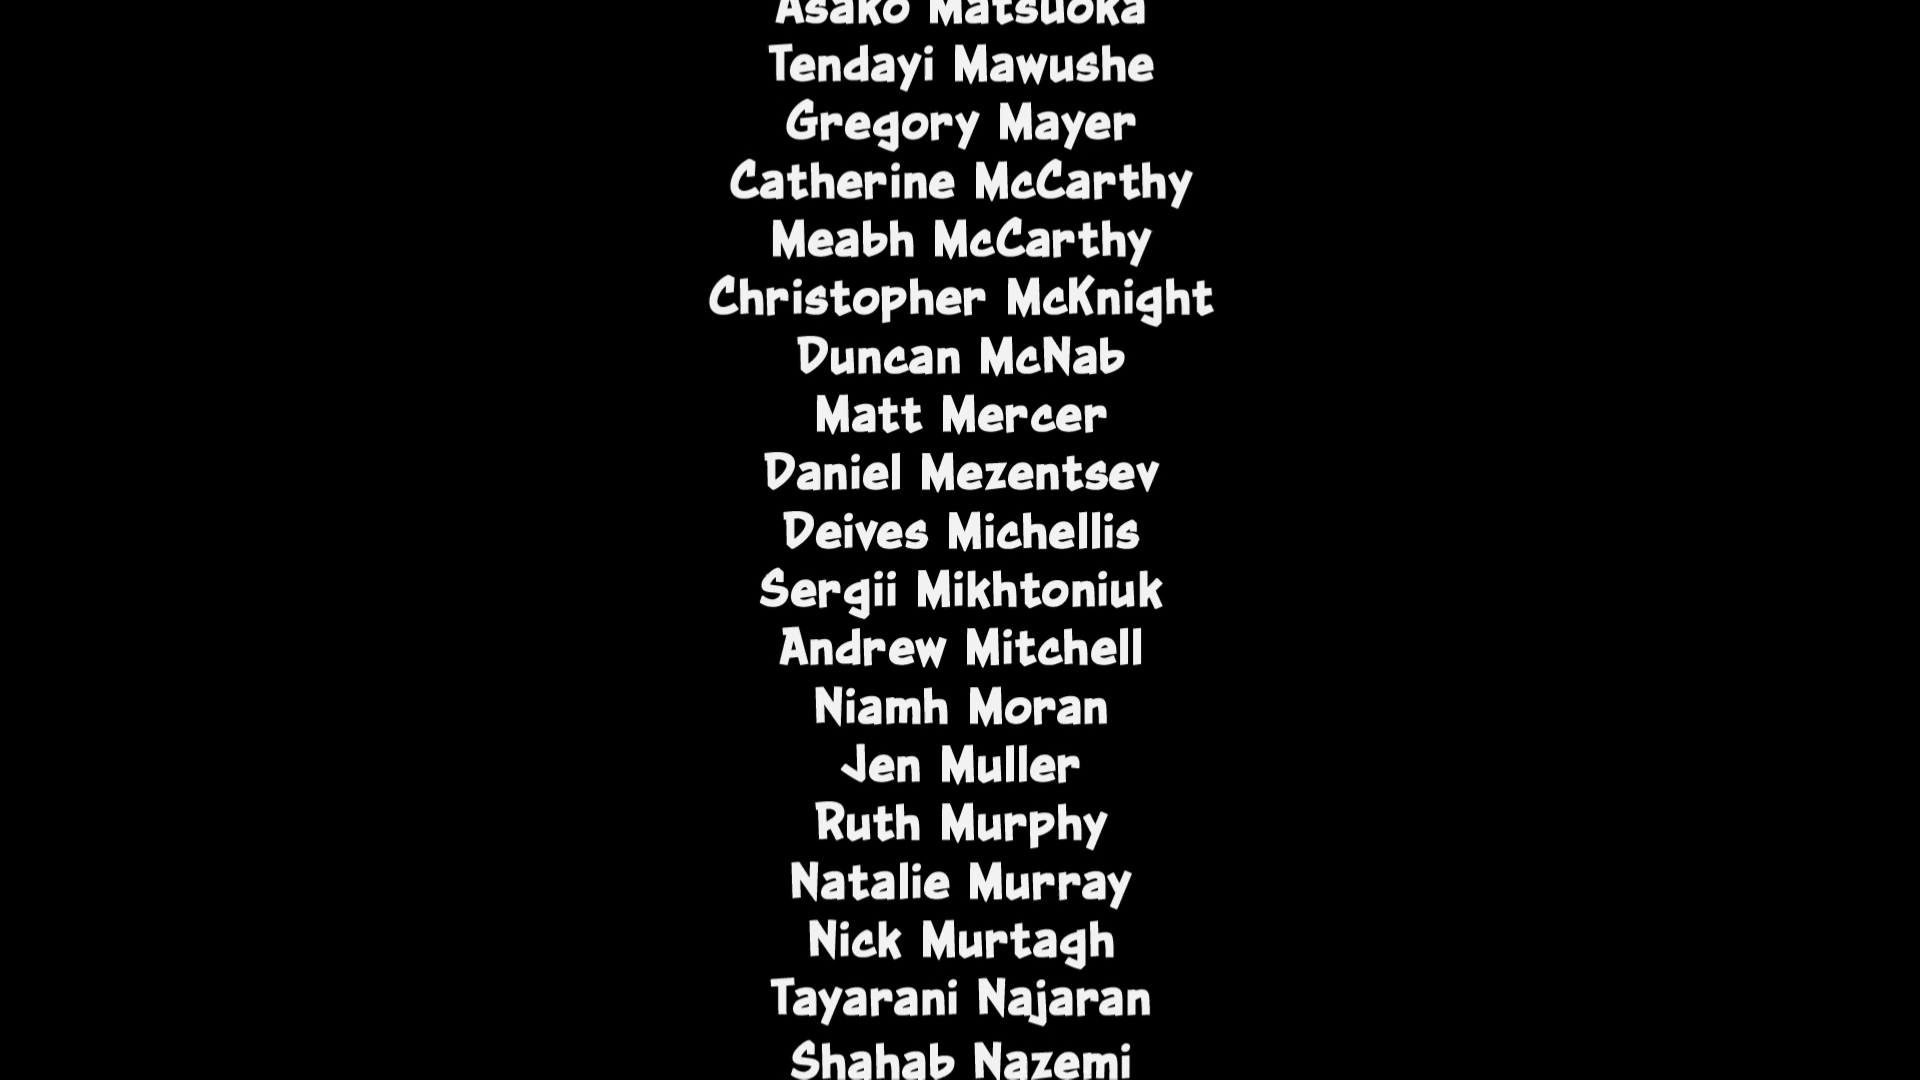 Asako Matsuoka
Tendayi Mawushe
Gregory Mayer
Catherine McCarthy
Meabh McCarthy
Christopher McKnight
Duncan McNab
Matt Mercer
Daniel Mezentsev
Deives Michellis
Sergii Mikhtoniuk
Andrew Mitchell
Niamh Moran
Jen Muller
Ruth Murphy
Natalie Murray
Nick Murtagh
Tayarani Najaran
Shahab Nazemi